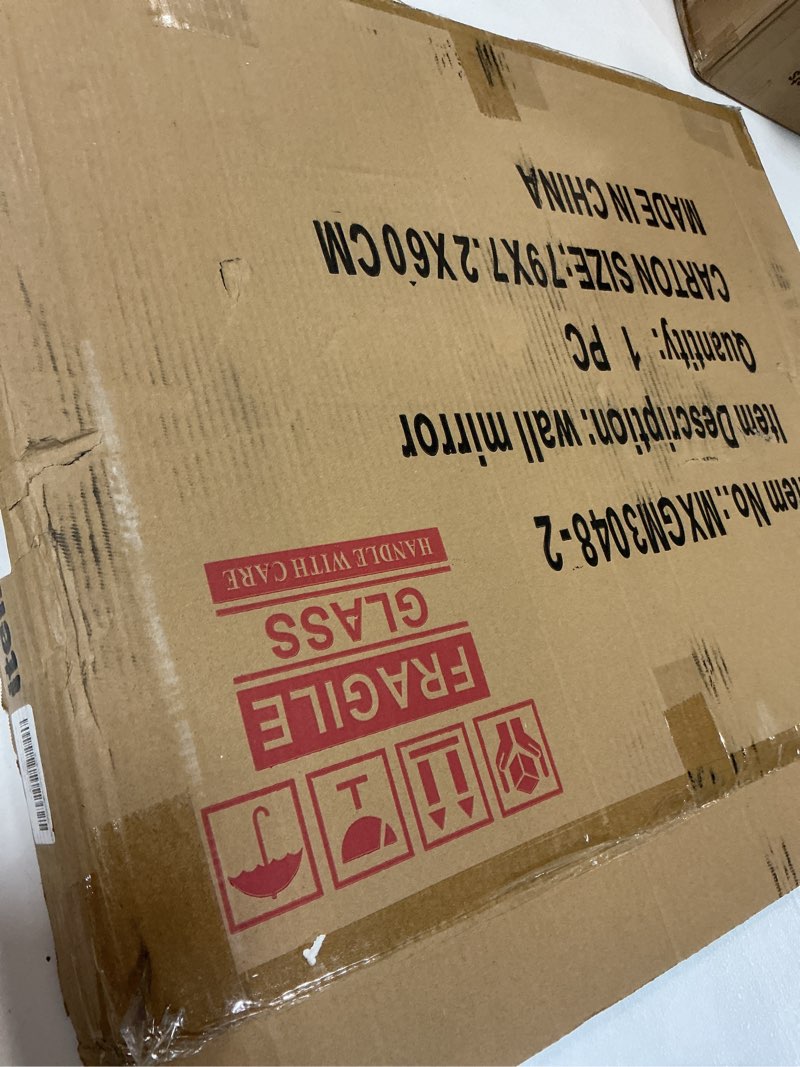 Item No.:MXGM3048-2
Item Description: wall mirror
Quantity: 1 PC
CARTON SIZE:79X7.2X60CM
MADE IN CHINA
FRAGILE
GLASS
HANDLE WITH CARE